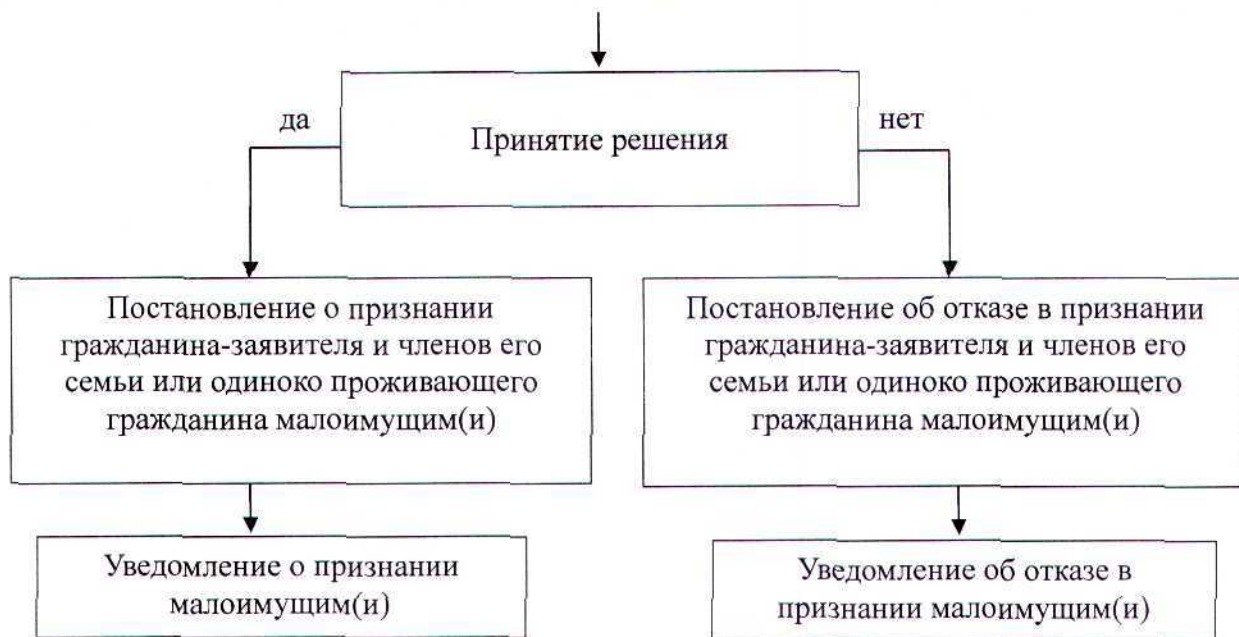 да
Принятие решения
нет
Постановление о признании
гражданина-заявителя и членов его
семьи или одиноко проживающего
гражданина малоимущим(и)
Постановление об отказе в признании
гражданина-заявителя и членов его
семьи или одиноко проживающего
гражданина малоимущим(и)
Уведомление о признании
малоимущим(и)
Уведомление об отказе в
признании малоимущим(и)